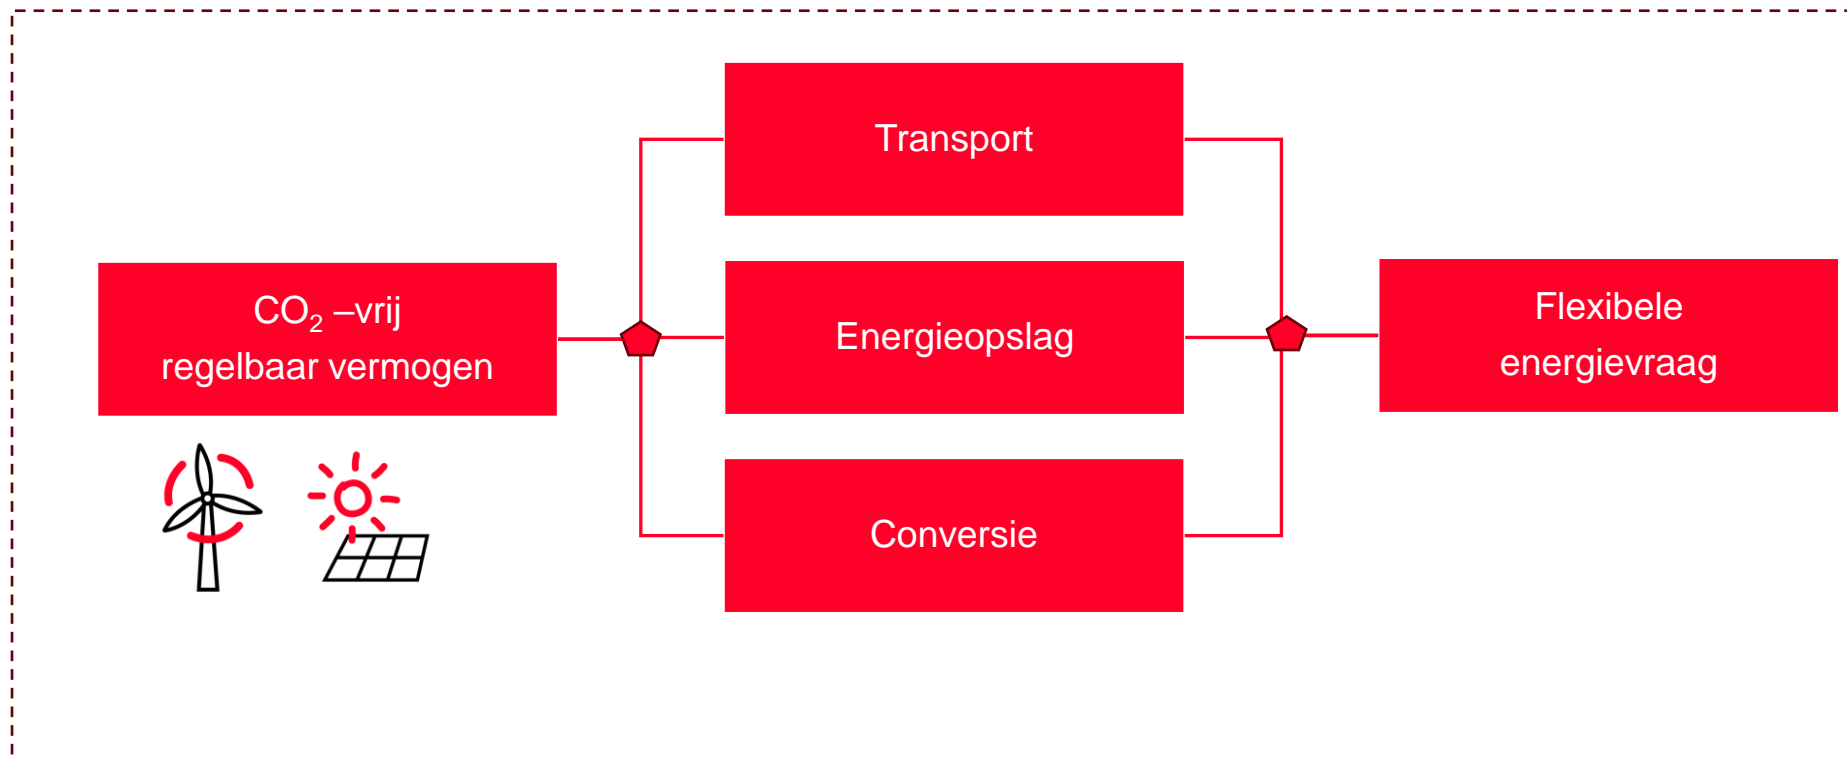 Transport
CO₂ –vrij
regelbaar vermogen
Energieopslag
Flexibele
energievraag
Conversie